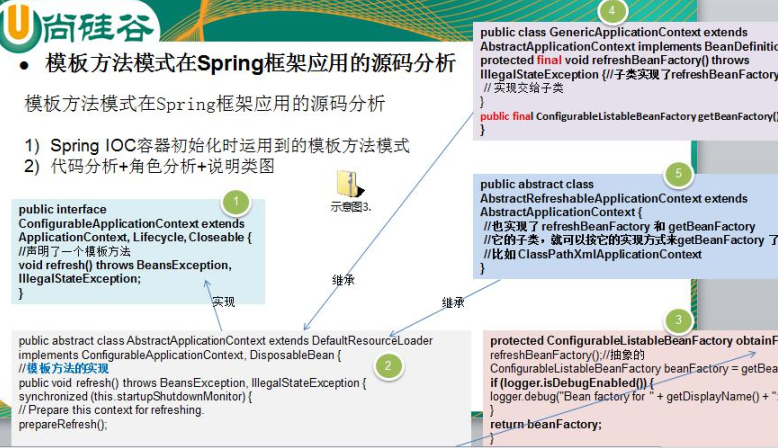 尚硅谷
● 模板方法模式在Spring框架应用的源码分析
模板方法模式在Spring框架应用的源码分析
1) Spring IOC容器初始化时运用到的模板方法模式
2) 代码分析+角色分析+说明类图
示意图3.
1
public interface
ConfigurableApplicationContext extends
ApplicationContext, Lifecycle, Closeable {
//声明了一个模板方法
void refresh() throws BeansException,
IllegalStateException;
}
实现
继承
继承
2
public abstract class AbstractApplicationContext extends DefaultResourceLoader
implements ConfigurableApplicationContext, DisposableBean {
//模板方法的实现
public void refresh() throws BeansException, IllegalStateException {
synchronized (this.startupShutdownMonitor) {
// Prepare this context for refreshing.
prepareRefresh();
4
public class GenericApplicationContext extends
AbstractApplicationContext implements BeanDefinitio
protected final void refreshBeanFactory() throws
IllegalStateException {//子类实现了refreshBeanFactory
// 实现交给子类
}
public final ConfigurableListableBeanFactory getBeanFactory()
}
5
public abstract class
AbstractRefreshableApplicationContext extends
AbstractApplicationContext {
//也实现了 refreshBeanFactory 和 getBeanFactory
//它的子类，就可以按它的实现方式来getBeanFactory 了
//比如 ClassPathXmlApplicationContext
}
3
protected ConfigurableListableBeanFactory obtainF
refreshBeanFactory();//抽象的
ConfigurableListableBeanFactory beanFactory = getBea
if (logger.isDebugEnabled()) {
logger.debug("Bean factory for " + getDisplayName() + ":
}
return beanFactory;
}